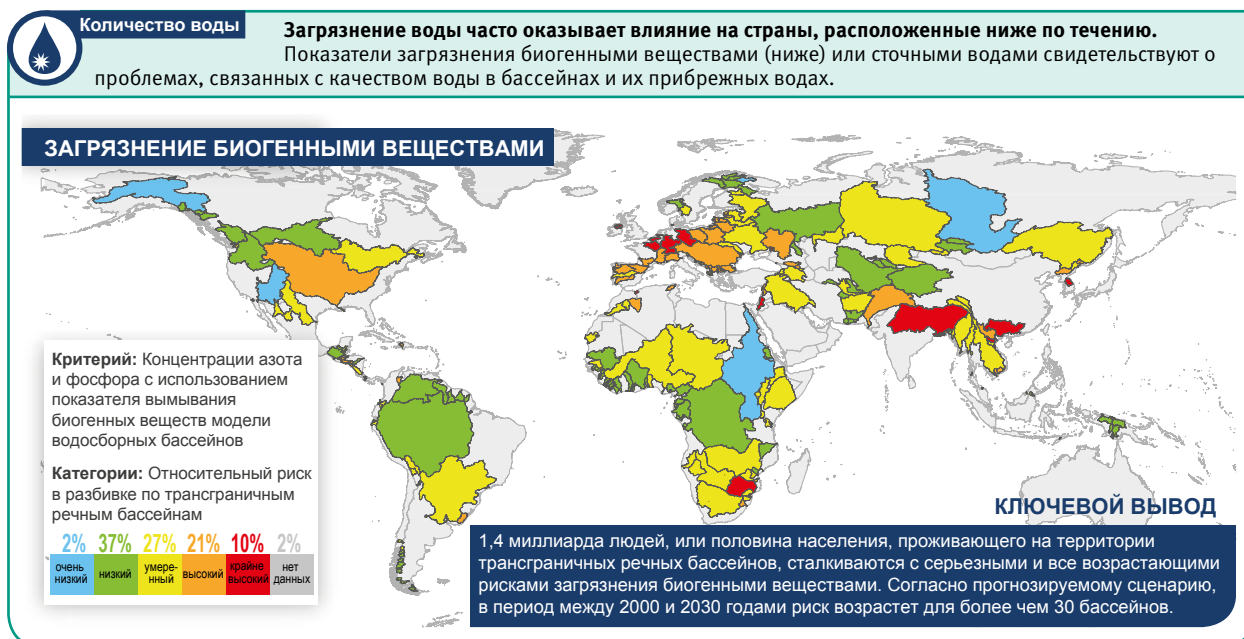 Количество воды
Загрязнение воды часто оказывает влияние на страны, расположенные ниже по течению.
Показатели загрязнения биогенными веществами (ниже) или сточными водами свидетельствуют о
проблемах, связанных с качеством воды в бассейнах и их прибрежных водах.
ЗАГРЯЗНЕНИЕ БИОГЕННЫМИ ВЕЩЕСТВАМИ
Критерий: Концентрации азота
и фосфора с использованием
показателя вымывания
биогенных веществ модели
водосборных бассейнов
Категории: Относительный риск
в разбивке по трансграничным
речным бассейнам
2% 37% 27% 21% 10% 2%
очень низкий
низкий
умере-
нный
высокий
крайне высокий
нет данных
КЛЮЧЕВОЙ ВЫВОД
1,4 миллиарда людей, или половина населения, проживающего на территории
трансграничных речных бассейнов, сталкиваются с серьезными и все возрастающими
рисками загрязнения биогенными веществами. Согласно прогнозируемому сценарию,
в период между 2000 и 2030 годами риск возрастет для более чем 30 бассейнов.